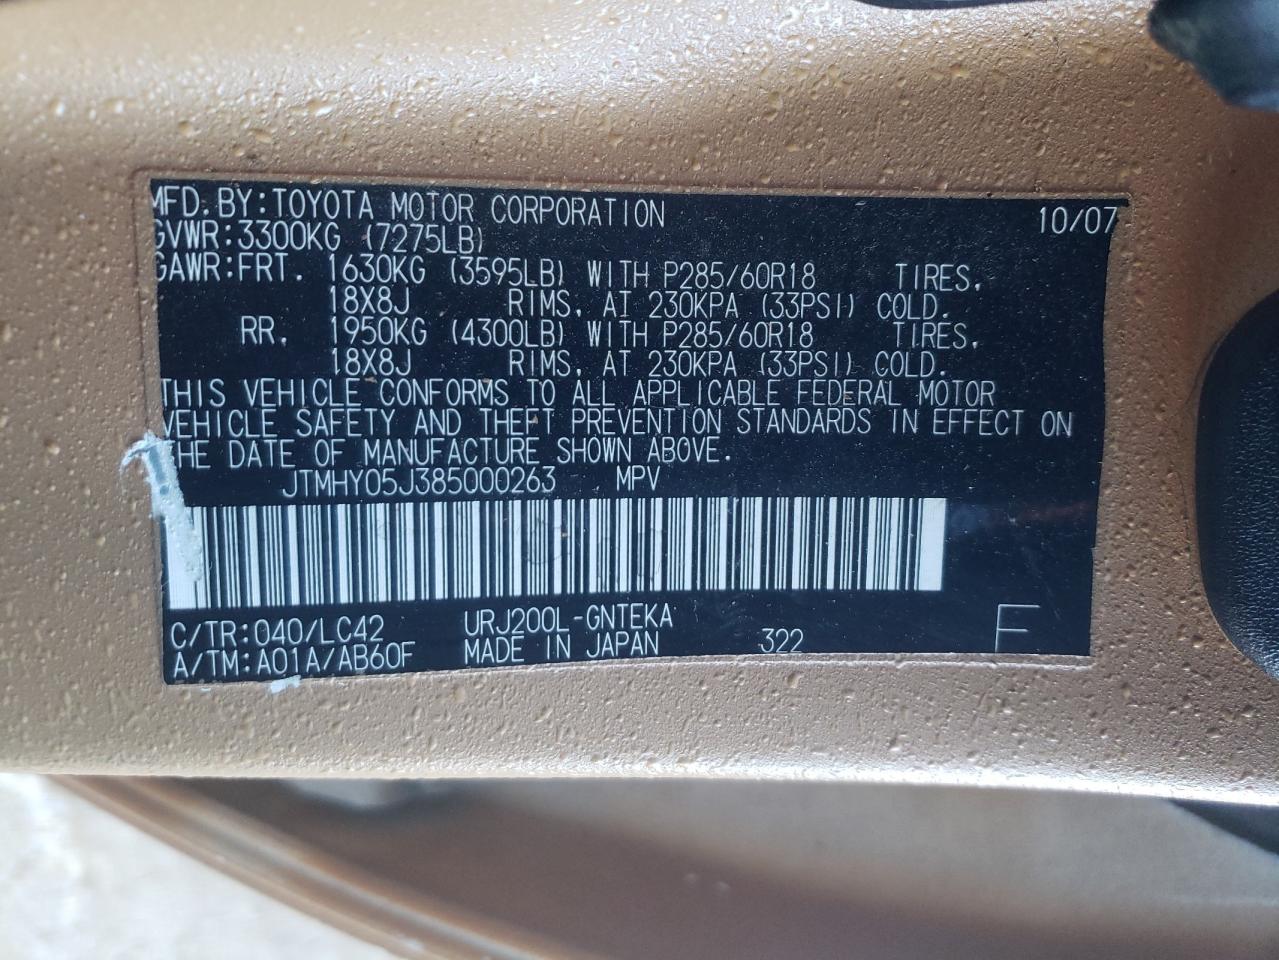 MFD. BY: TOYOTA MOTOR CORPORATION 10/07
GVWR: 3300KG (7275LB)
GAWR: FRT. 1630KG (3595LB) WITH P285/60R18 TIRES,
18X8J RIMS, AT 230KPA (33PSI) COLD.
RR. 1950KG (4300LB) WITH P285/60R18 TIRES,
18X8J RIMS, AT 230KPA (33PSI) COLD.
THIS VEHICLE CONFORMS TO ALL APPLICABLE FEDERAL MOTOR
VEHICLE SAFETY AND THEFT PREVENTION STANDARDS IN EFFECT ON
THE DATE OF MANUFACTURE SHOWN ABOVE.
JTMHY05J385000263 MPV
C/TR: 040/LC42 URJ200L-GNTEKA
A/TM: A01A/AB60F MADE IN JAPAN 322 F